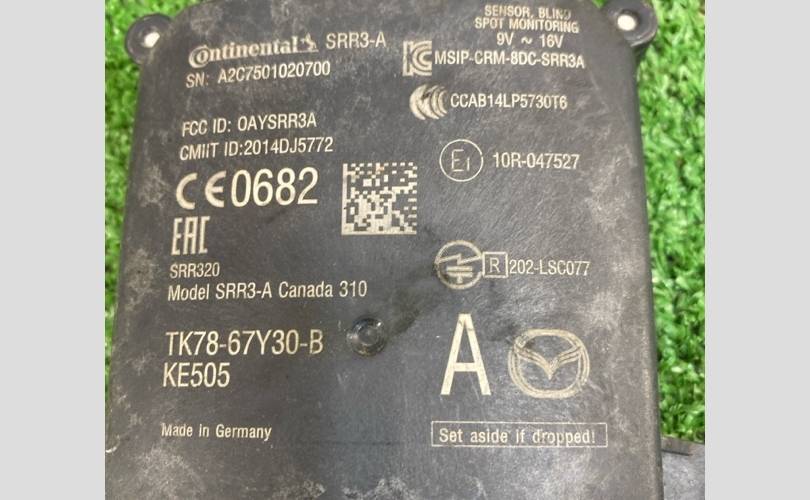 Continental SRR3-A
SN: A2C7501020700
SENSOR, BLIND
SPOT MONITORING
9V ~ 16V
MSIP-CRM-8DC-SRR3A
CCAB14LP5730T6
FCC ID: OAYSRR3A
CMIIT ID:2014DJ5772
E1 10R-047527
CE0682
EAC
SRR320
Model SRR3-A Canada 310
R 202-LSC077
TK78-67Y30-B
KE505
A
Made in Germany
Set aside if dropped!